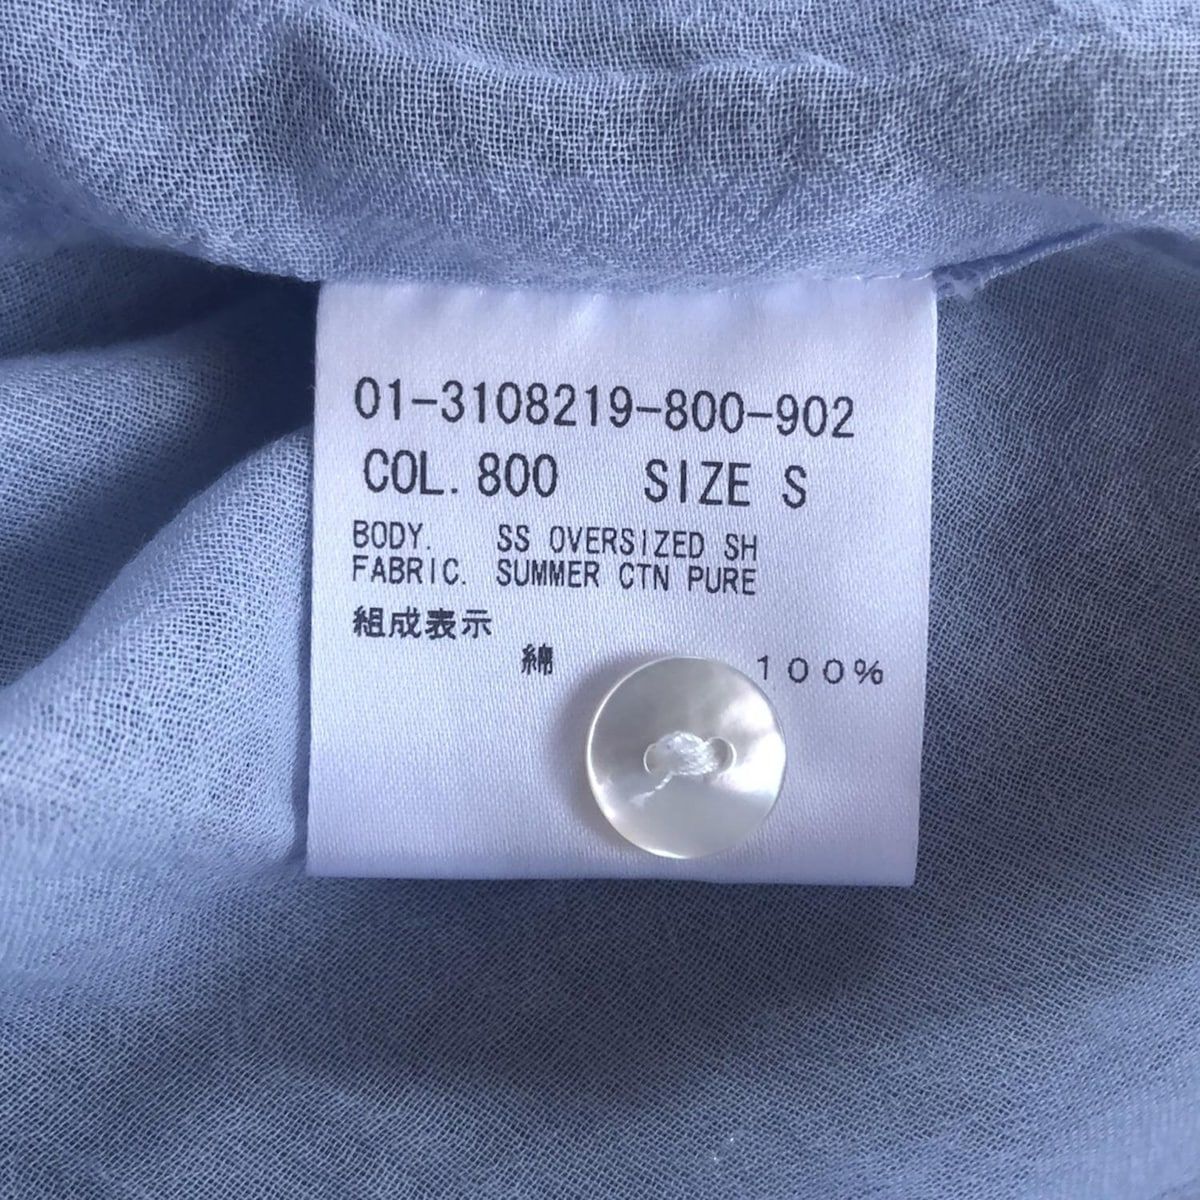 01-3108219-800-902
COL. 800 SIZE S
BODY. SS OVERSIZED SH
FABRIC. SUMMER CTN PURE
組成表示
綿 100%